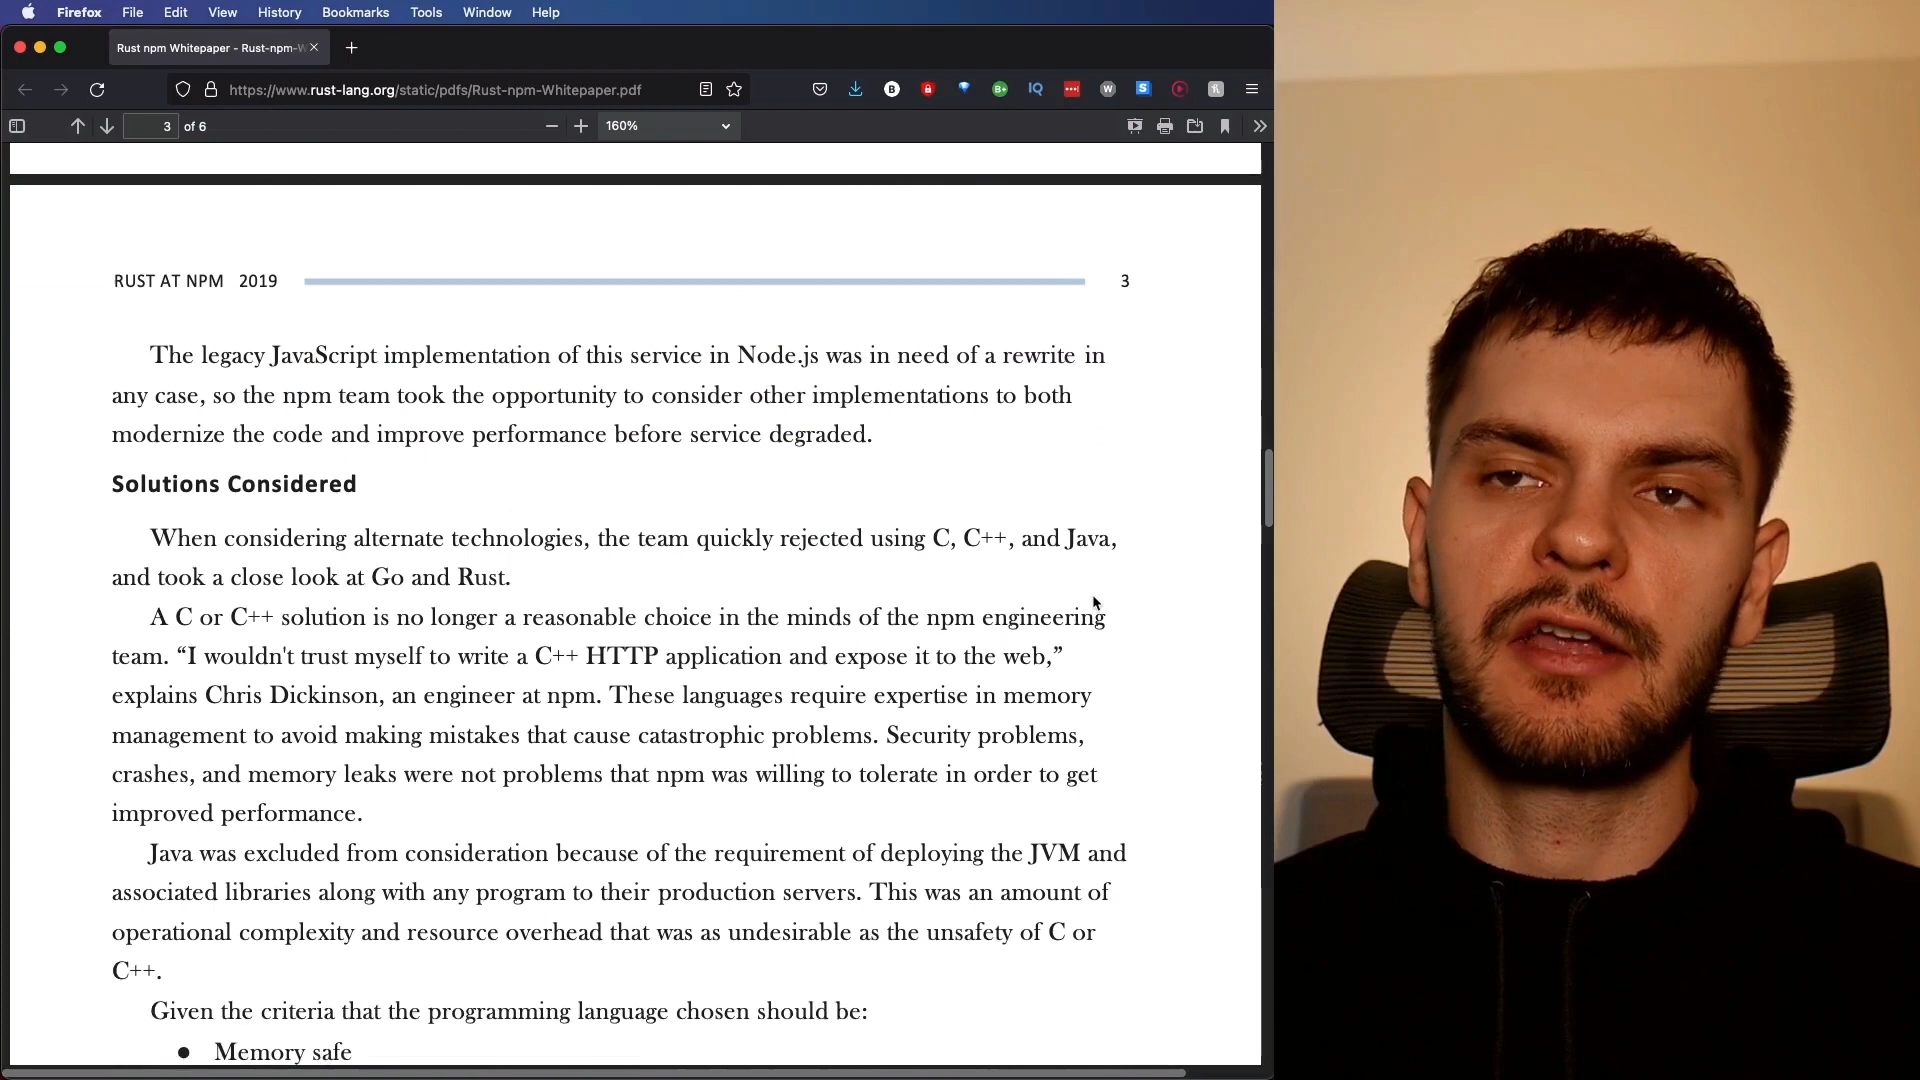 Firefox File Edit View History Bookmarks Tools Window Help
Rust npm Whitepaper - Rust-npm-W
https://www.rust-lang.org/static/pdfs/Rust-npm-Whitepaper.pdf
B B+ IQ W S
3 of 6 160%
RUST AT NPM 2019 3
The legacy JavaScript implementation of this service in Node.js was in need of a rewrite in
any case, so the npm team took the opportunity to consider other implementations to both
modernize the code and improve performance before service degraded.
Solutions Considered
When considering alternate technologies, the team quickly rejected using C, C++, and Java,
and took a close look at Go and Rust.
A C or C++ solution is no longer a reasonable choice in the minds of the npm engineering
team. “I wouldn't trust myself to write a C++ HTTP application and expose it to the web,”
explains Chris Dickinson, an engineer at npm. These languages require expertise in memory
management to avoid making mistakes that cause catastrophic problems. Security problems,
crashes, and memory leaks were not problems that npm was willing to tolerate in order to get
improved performance.
Java was excluded from consideration because of the requirement of deploying the JVM and
associated libraries along with any program to their production servers. This was an amount of
operational complexity and resource overhead that was as undesirable as the unsafety of C or
C++.
Given the criteria that the programming language chosen should be:
● Memory safe